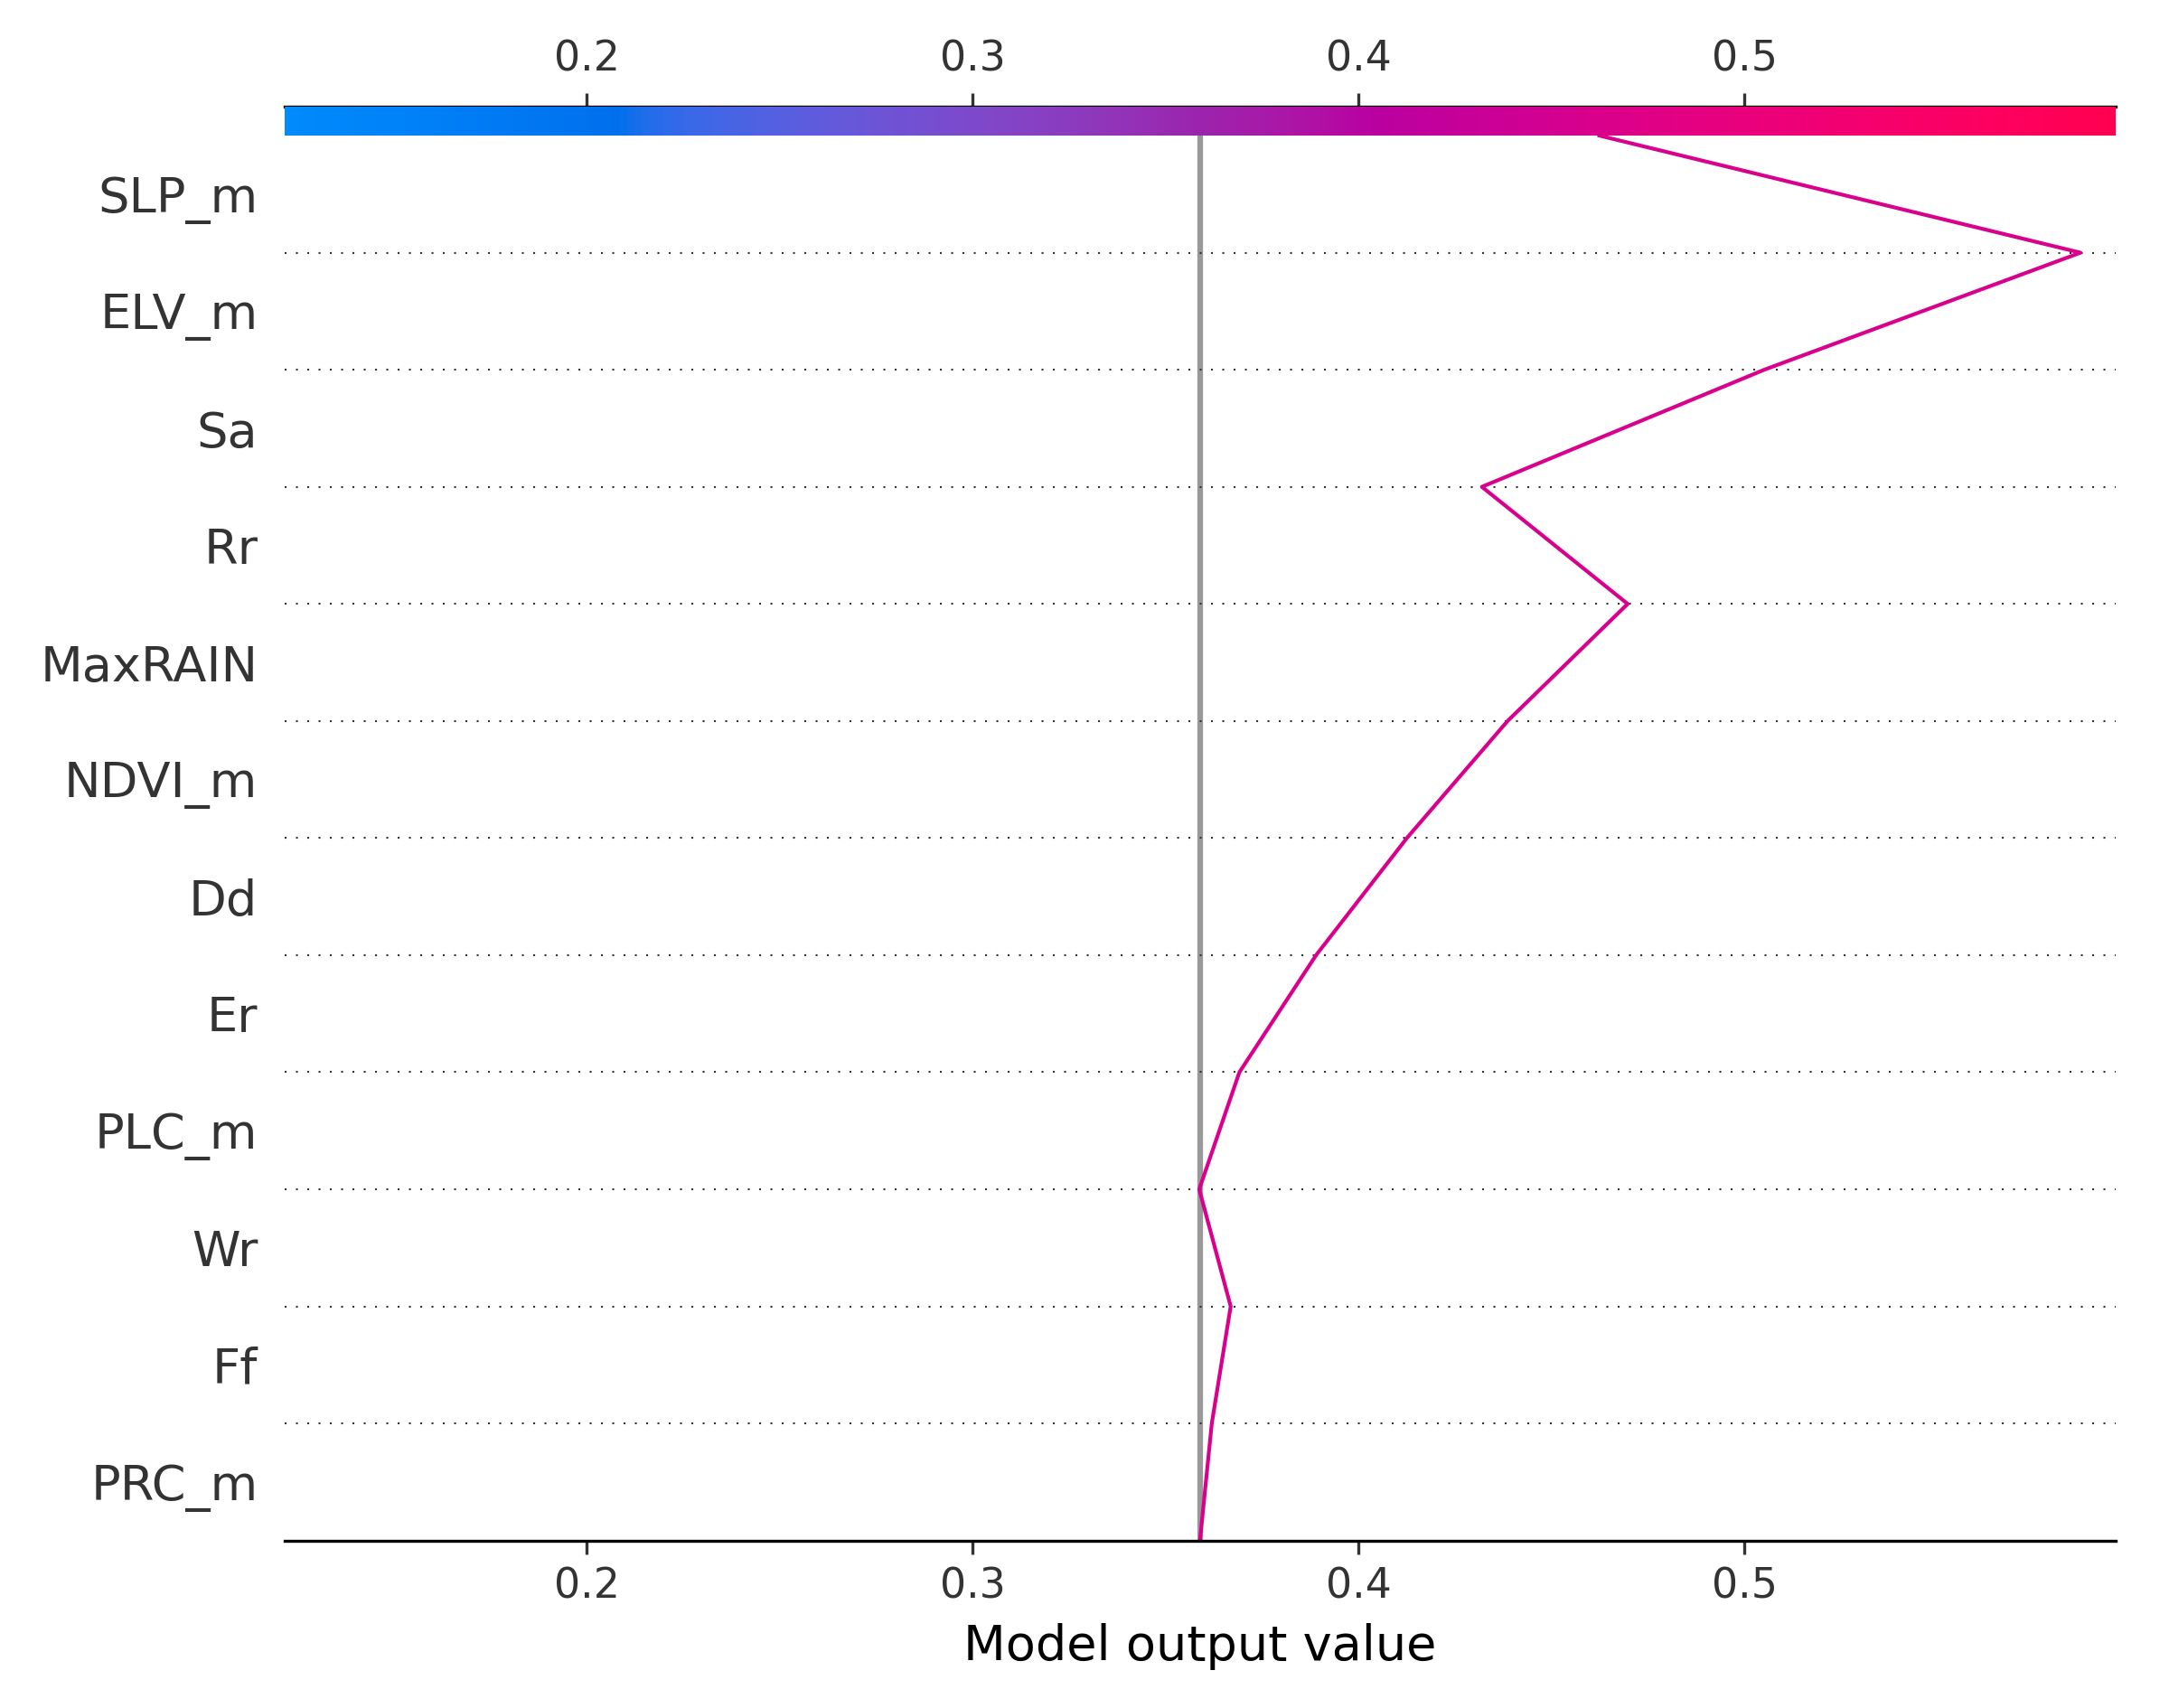 0.2 0.3 0.4 0.5
SLP_m
ELV_m
Sa
Rr
MaxRAIN
NDVI_m
Dd
Er
PLC_m
Wr
Ff
PRC_m
0.2 0.3 0.4 0.5
Model output value